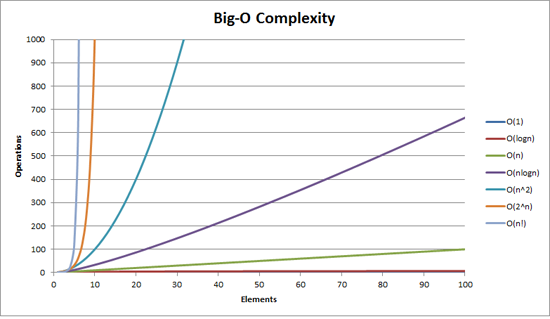 Big-O Complexity
1000
900
800
700
600
500
400
300
200
100
0
Operations
0 10 20 30 40 50 60 70 80 90 100
Elements
O(1)
O(logn)
O(n)
O(nlogn)
O(n^2)
O(2^n)
O(n!)